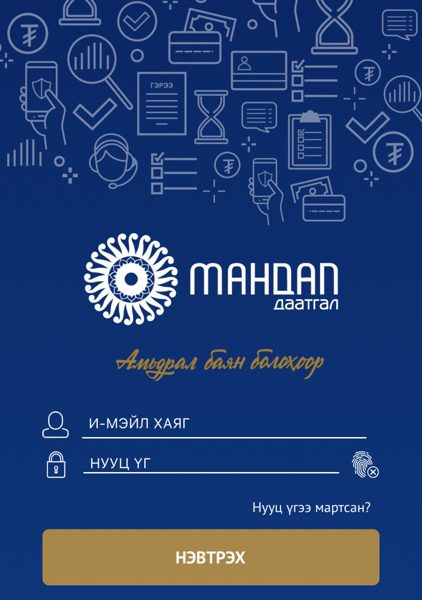 ГЭРЭЭ
МАНДАЛ
даатгал
Амьдрал баян болохоор
И-МЭЙЛ ХАЯГ
НУУЦ ҮГ
Нууц үгээ мартсан?
НЭВТРЭХ